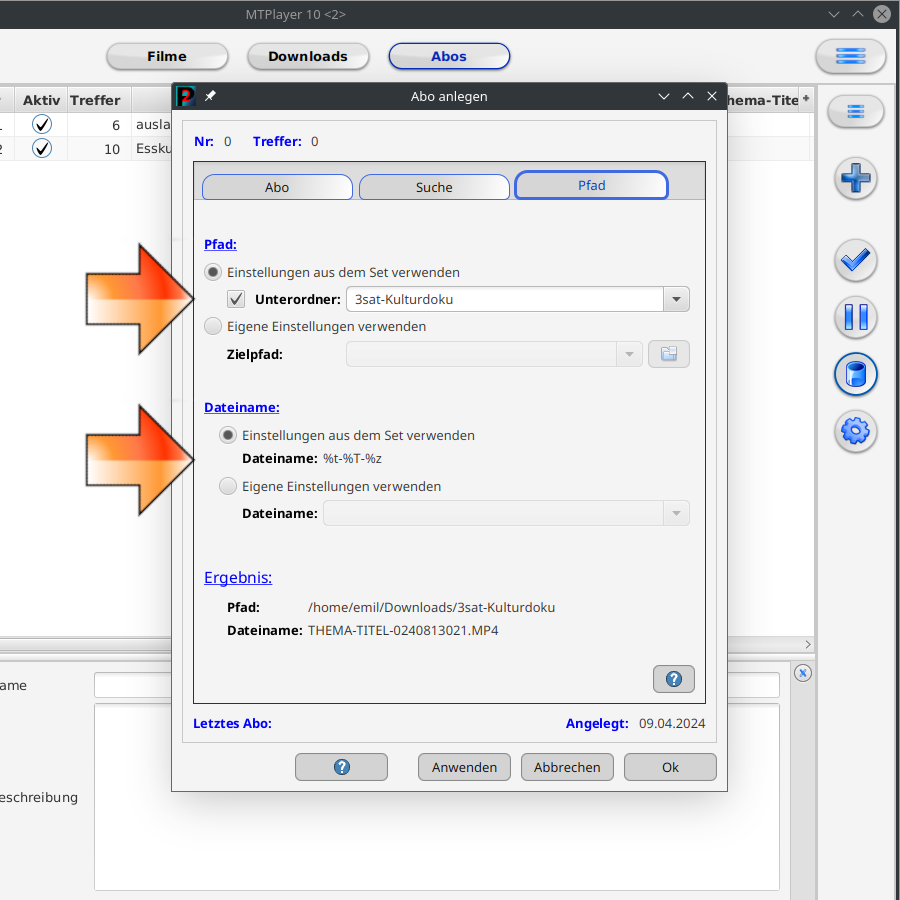 MTPlayer 10 <2>
Filme Downloads Abos
Aktiv Treffer hema-Tite +
1 6 ausla
2 10 Essku
Abo anlegen
Nr: 0 Treffer: 0
Abo Suche Pfad
Pfad:
Einstellungen aus dem Set verwenden
Unterordner: 3sat-Kulturdoku
Eigene Einstellungen verwenden
Zielpfad:
Dateiname:
Einstellungen aus dem Set verwenden
Dateiname: %t-%T-%z
Eigene Einstellungen verwenden
Dateiname:
Ergebnis:
Pfad: /home/emil/Downloads/3sat-Kulturdoku
Dateiname: THEMA-TITEL-0240813021.MP4
Letztes Abo: Angelegt: 09.04.2024
Anwenden Abbrechen Ok
ame
eschreibung